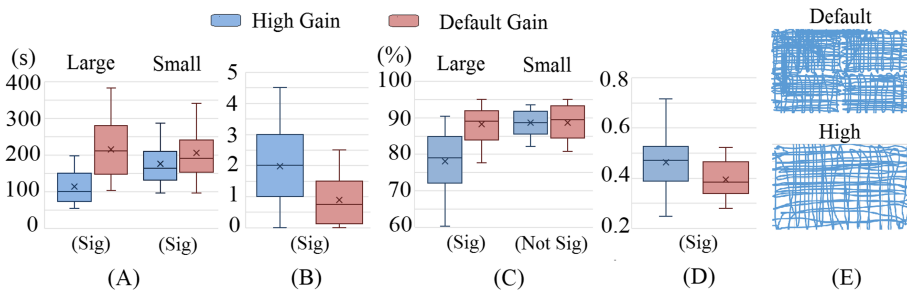 High Gain
Default Gain
(s)
Large
Small
400
300
200
100
0
(Sig)
(Sig)
(A)
5
4
3
2
1
0
(Sig)
(B)
(%)
Large
Small
100
90
80
70
60
(Sig)
(Not Sig)
(C)
0.8
0.6
0.4
0.2
(Sig)
(D)
Default
High
(E)